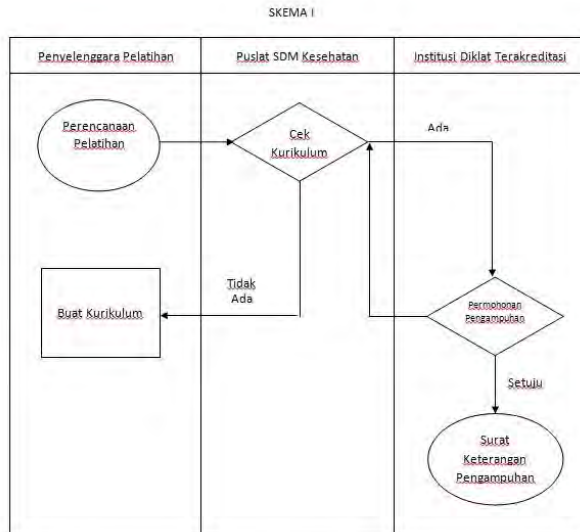 SKEMA I
Penyelenggara Pelatihan
Puslat SDM Kesehatan
Institusi Diklat Terakreditasi
Perencanaan
Pelatihan
Cek
Kurikulum
Ada
Buat Kurikulum
Tidak
Ada
Permohonan
Pengampuhan
Setuju
Surat
Keterangan
Pengampuhan